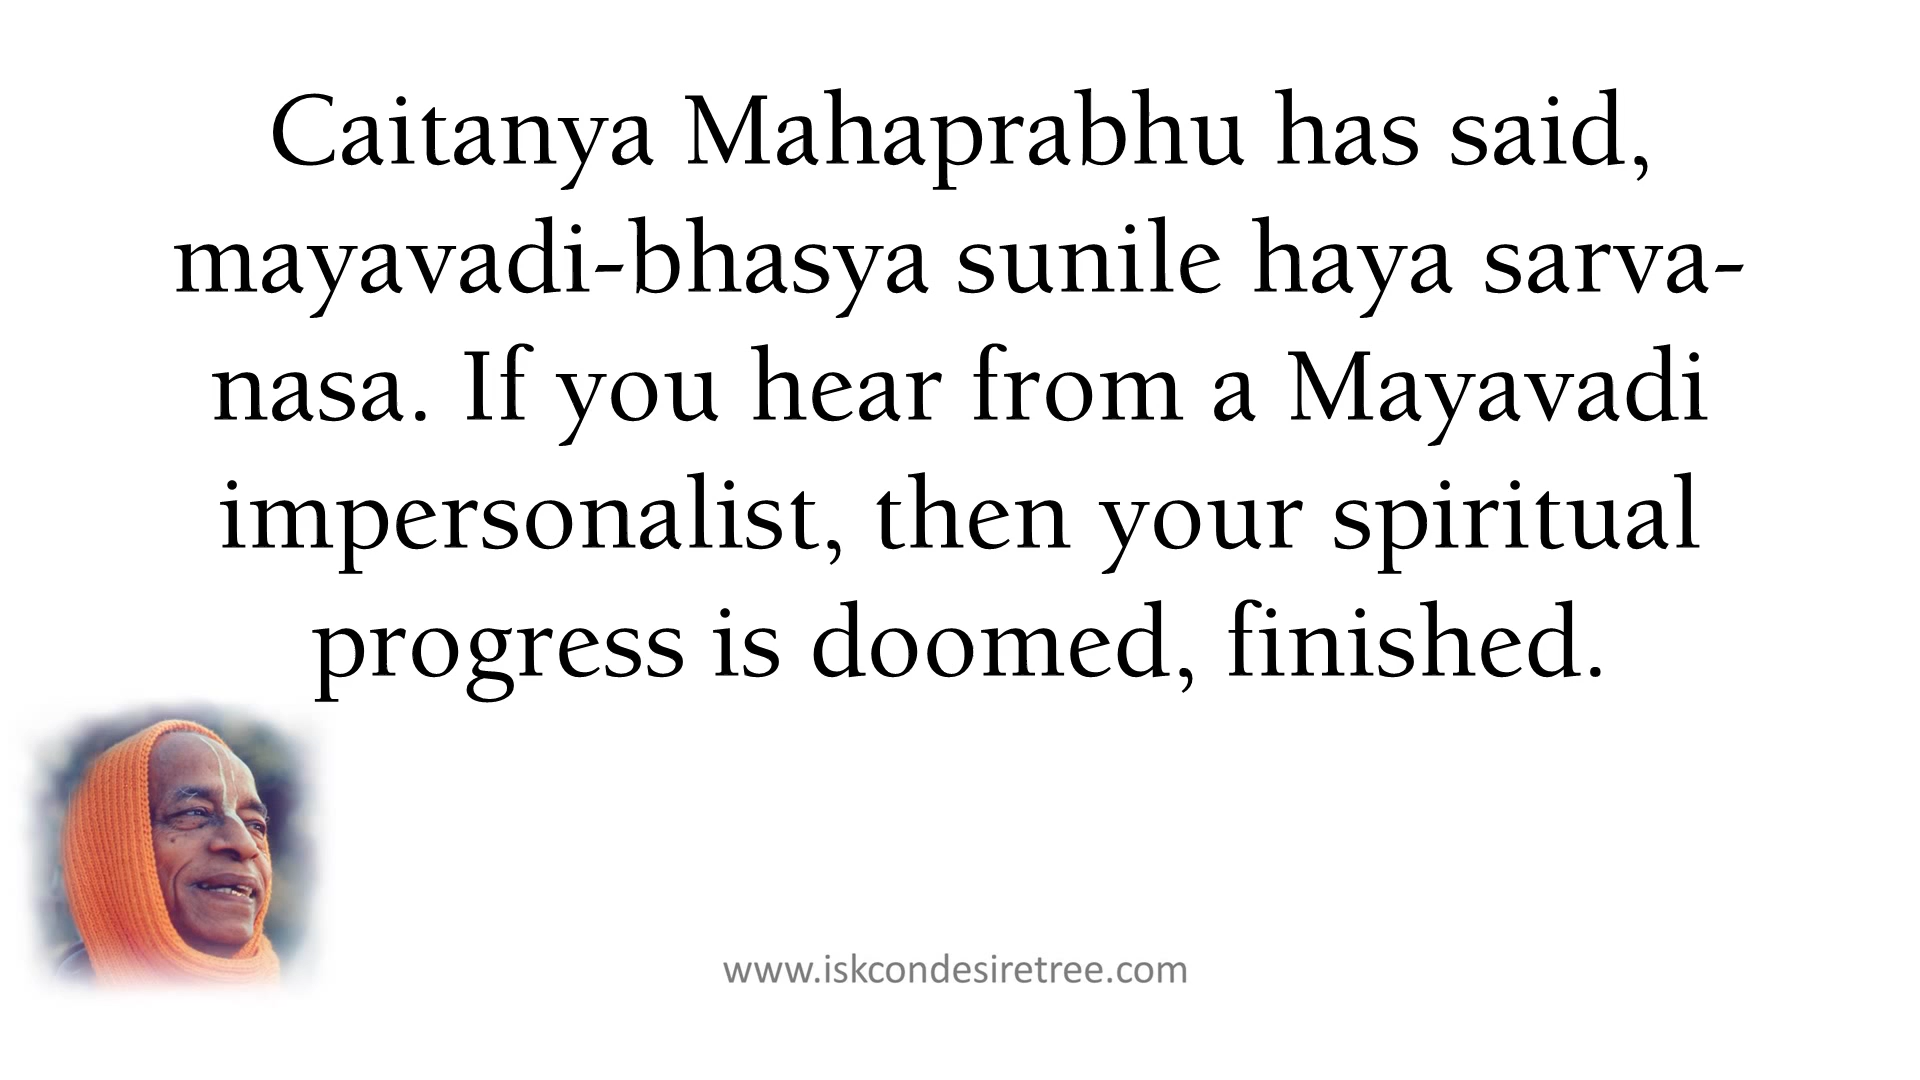 Caitanya Mahaprabhu has said,
mayavadi-bhasya sunile haya sarva-
nasa. If you hear from a Mayavadi
impersonalist, then your spiritual
progress is doomed, finished.
www.iskcondesiretree.com